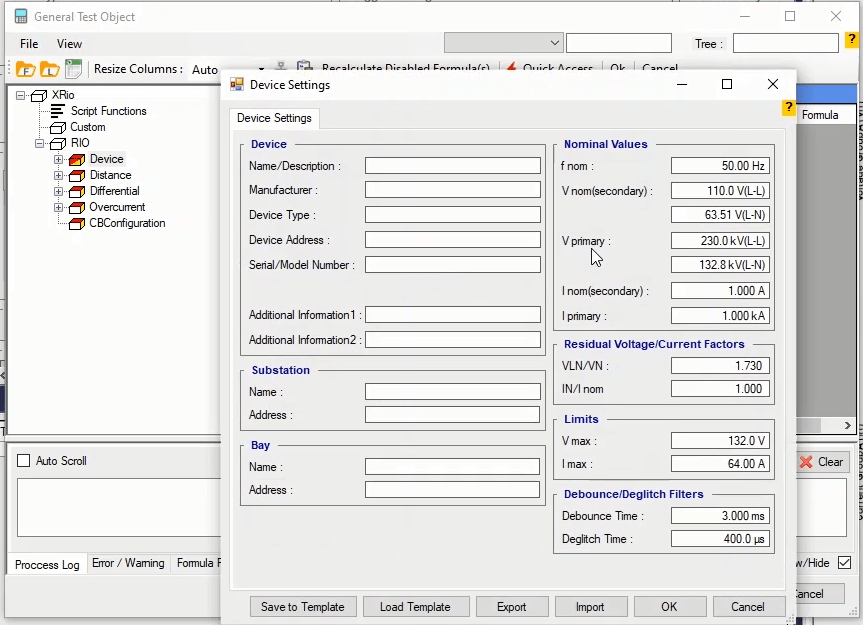 General Test Object
File View
Tree :
?
Resize Columns : Auto
Recalculate Disabled Formula(s) Quick Access Ok Cancel
XRio
Script Functions
Custom
RIO
Device
Distance
Differential
Overcurrent
CBConfiguration
Formula
Auto Scroll
Clear
Proccess Log Error / Warning Formula F
w/Hide
ancel
Device Settings
?
Device Settings
Device
Name/Description :
Manufacturer :
Device Type :
Device Address :
Serial/Model Number :
Additional Information1 :
Additional Information2 :
Substation
Name :
Address :
Bay
Name :
Address :
Nominal Values
f nom : 50.00 Hz
V nom(secondary) : 110.0 V(L-L)
63.51 V(L-N)
V primary : 230.0 kV(L-L)
132.8 kV(L-N)
I nom(secondary) : 1.000 A
I primary : 1.000 kA
Residual Voltage/Current Factors
VLN/VN : 1.730
IN/I nom 1.000
Limits
V max : 132.0 V
I max : 64.00 A
Debounce/Deglitch Filters
Debounce Time : 3.000 ms
Deglitch Time : 400.0 µs
Save to Template Load Template Export Import OK Cancel